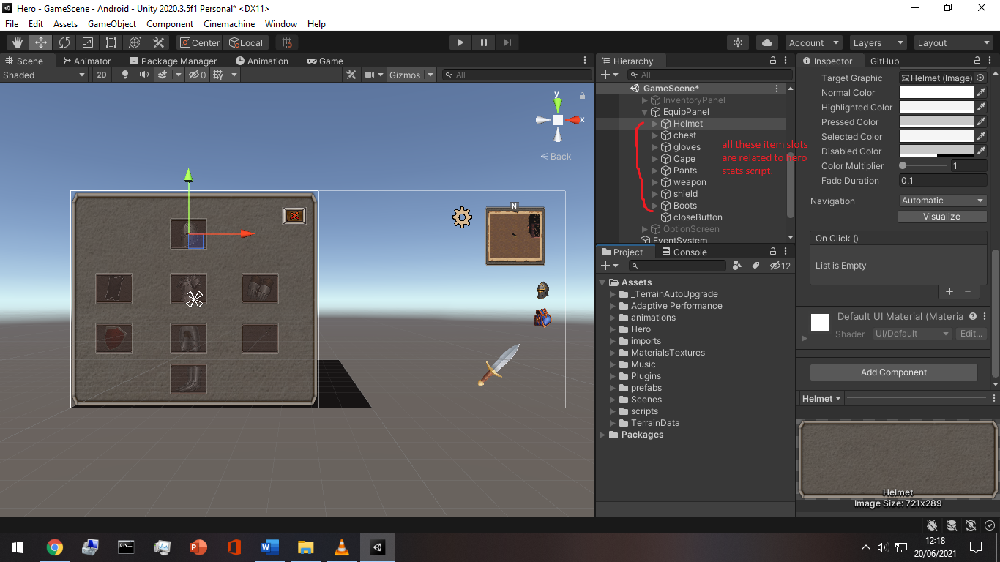 Hero - GameScene - Android - Unity 2020.3.5f1 Personal* <DX11>
File Edit Assets GameObject Component Cinemachine Window Help
Center Local Account Layers Layout
Scene Animator Package Manager Animation Game
Shaded 2D 0 Gizmos All
y
x
Back
N
Hierarchy
All
GameScene*
InventoryPanel
EquipPanel
Helmet
chest
gloves
Cape
Pants
weapon
shield
Boots
closeButton
OptionScreen
EventSystem
all these item slots
are related to hero
stats script.
Project Console
12
Assets
_TerrainAutoUpgrade
Adaptive Performance
animations
Hero
imports
MaterialsTextures
Music
Plugins
prefabs
Scenes
scripts
TerrainData
Packages
Inspector GitHub
Target Graphic Helmet (Image)
Normal Color
Highlighted Color
Pressed Color
Selected Color
Disabled Color
Color Multiplier 1
Fade Duration 0.1
Navigation Automatic
Visualize
On Click ()
List is Empty
+ −
Default UI Material (Materia
Shader UI/Default Edit...
Add Component
Helmet
Helmet
Image Size: 721x289
12:18
20/06/2021